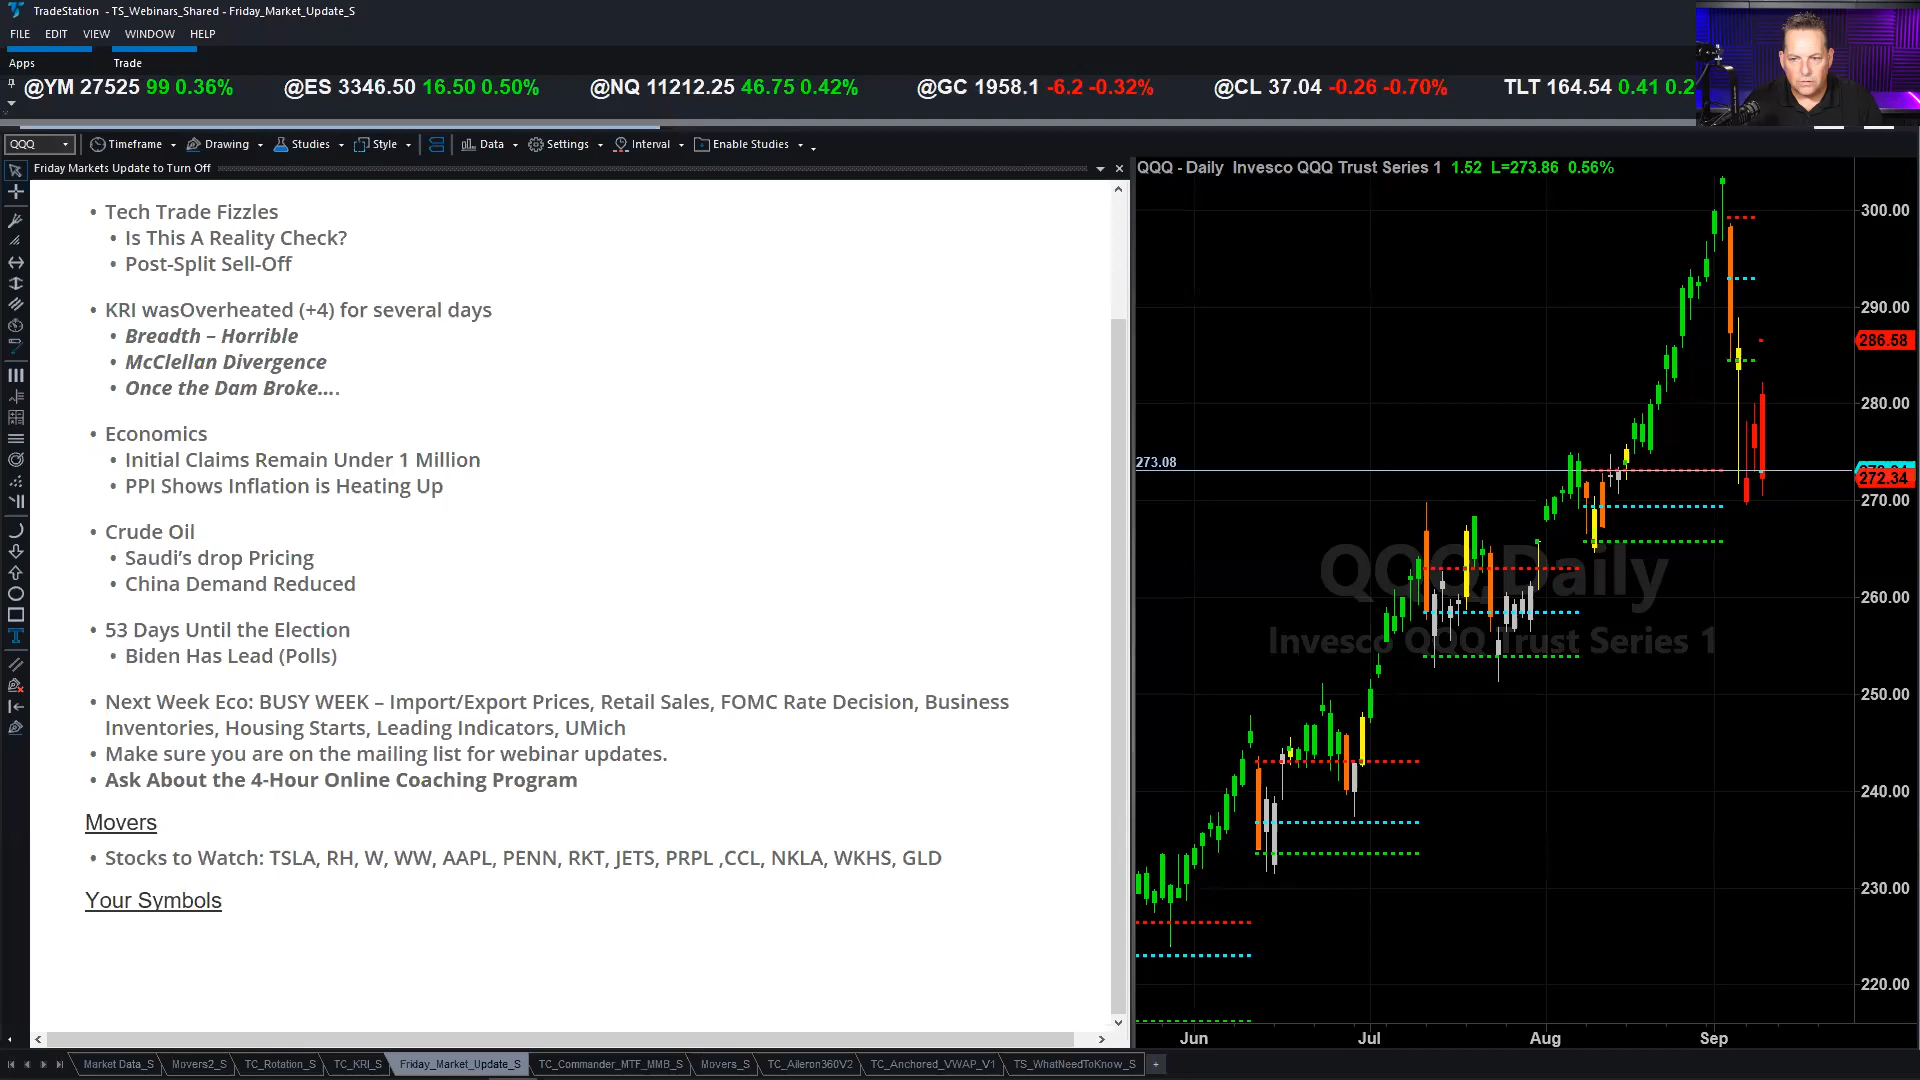 TradeStation - TS_Webinars_Shared - Friday_Market_Update_S
FILE EDIT VIEW WINDOW HELP
Apps Trade
@YM 27525 99 0.36% @ES 3346.50 16.50 0.50% @NQ 11212.25 46.75 0.42% @GC 1958.1 -6.2 -0.32% @CL 37.04 -0.26 -0.70% TLT 164.54 0.41 0.2
QQQ Timeframe Drawing Studies Style Data Settings Interval Enable Studies
Friday Markets Update to Turn Off
• Tech Trade Fizzles
• Is This A Reality Check?
• Post-Split Sell-Off
• KRI wasOverheated (+4) for several days
• Breadth – Horrible
• McClellan Divergence
• Once the Dam Broke….
• Economics
• Initial Claims Remain Under 1 Million
• PPI Shows Inflation is Heating Up
• Crude Oil
• Saudi’s drop Pricing
• China Demand Reduced
• 53 Days Until the Election
• Biden Has Lead (Polls)
• Next Week Eco: BUSY WEEK – Import/Export Prices, Retail Sales, FOMC Rate Decision, Business
Inventories, Housing Starts, Leading Indicators, UMich
• Make sure you are on the mailing list for webinar updates.
• Ask About the 4-Hour Online Coaching Program
Movers
• Stocks to Watch: TSLA, RH, W, WW, AAPL, PENN, RKT, JETS, PRPL ,CCL, NKLA, WKHS, GLD
Your Symbols
QQQ - Daily Invesco QQQ Trust Series 1 1.52 L=273.86 0.56%
300.00
290.00
286.58
280.00
273.08
272.34
270.00
QQQ,Daily
260.00
Invesco QQQ Trust Series 1
250.00
240.00
230.00
220.00
Jun Jul Aug Sep
Market Data_S Movers2_S TC_Rotation_S TC_KRI_S Friday_Market_Update_S TC_Commander_MTF_MMB_S Movers_S TC_Aileron360V2 TC_Anchored_VWAP_V1 TS_WhatNeedToKnow_S +